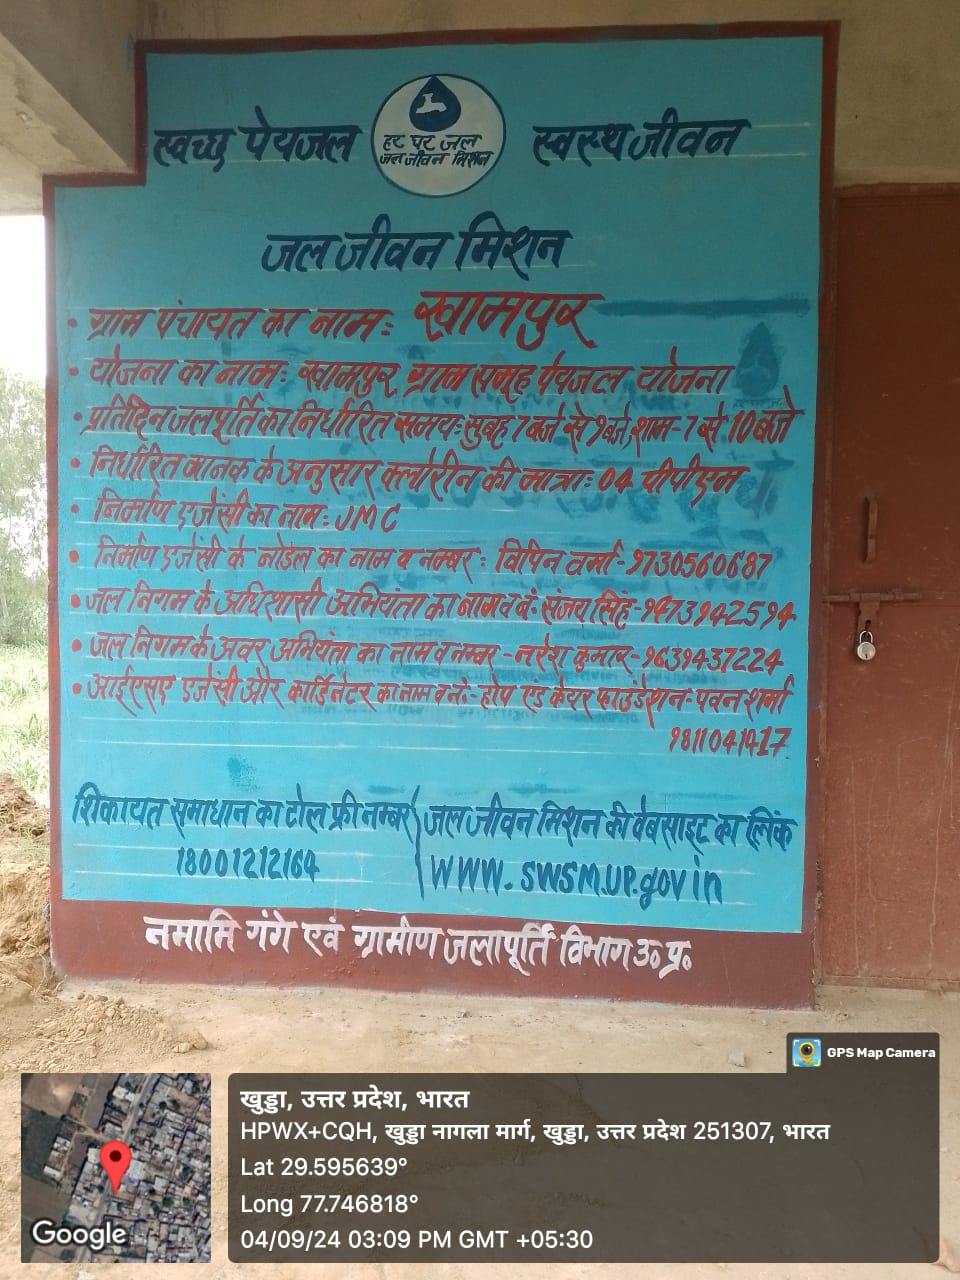 स्वच्छ पेयजल
हर घर जल
जल जीवन मिशन
स्वस्थ जीवन
जल जीवन मिशन
• ग्राम पंचायत का नाम: खामपुर
• योजना का नाम: खामपुर ग्राम समूह पेयजल योजना
• प्रतिदिन जलपूर्ति का निर्धारित समय: सुबह 7 बजे से 9 बजे, शाम-7 से 10 बजे
• निर्धारित मानक के अनुसार क्लोरीन की मात्रा: 04 पीपीएम
• निर्माण एजेंसी का नाम: JMC
• निर्माण एजेंसी के नोडल का नाम व नम्बर: विपिन वर्मा-9730560687
• जल निगम के अधिशासी अभियंता का नाम व नं.- संजय सिंह-9473942594
• जल निगम के अवर अभियंता का नाम व नम्बर - नरेश कुमार-9639437224
• आईएसए एजेंसी और कार्डिनेटर का नाम व नं:- होप एंड केयर फाउंडेशन-पवन शर्मा
9811041417
शिकायत समाधान का टोल फ्री नम्बर
18001212164
जल जीवन मिशन की वेबसाइट का लिंक
WWW.SWSM.UP.gov in
नमामि गंगे एवं ग्रामीण जलापूर्ति विभाग उ० प्र०
GPS Map Camera
खुड्डा, उत्तर प्रदेश, भारत
HPWX+CQH, खुड्डा नागला मार्ग, खुड्डा, उत्तर प्रदेश 251307, भारत
Lat 29.595639°
Long 77.746818°
04/09/24 03:09 PM GMT +05:30
Google